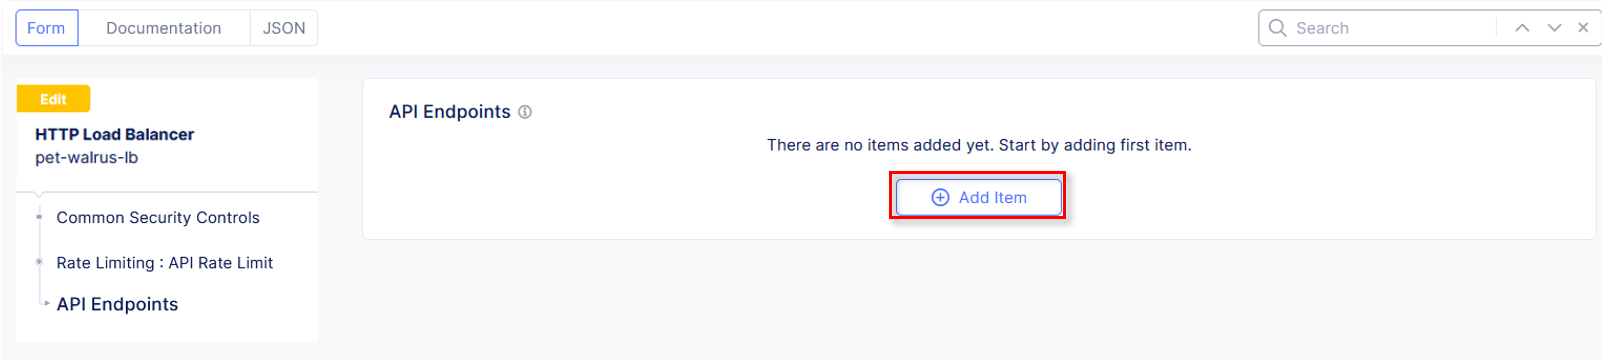 Form Documentation JSON Search
Edit
HTTP Load Balancer
pet-walrus-lb
Common Security Controls
Rate Limiting : API Rate Limit
API Endpoints
API Endpoints
There are no items added yet. Start by adding first item.
Add Item